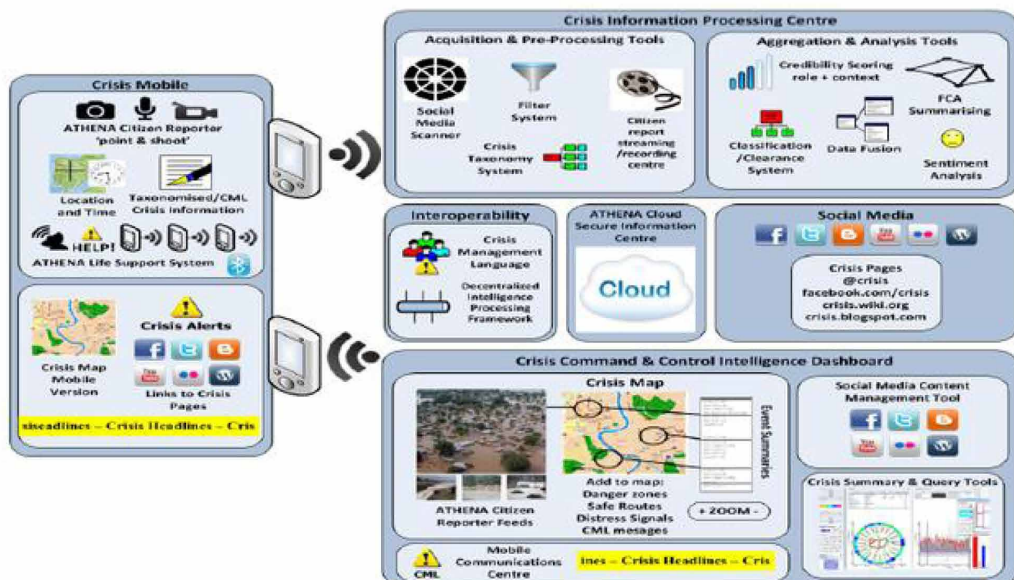 Crisis Mobile
ATHENA Citizen Reporter
'point & shoot'
Location
and Time
Taxonomised/CML
Crisis Information
HELP!
ATHENA Life Support System
Crisis Map
Mobile
Version
Crisis Alerts
You
Tube
Links to Crisis
Pages
siseadlines – Crisis Headlines – Cris
Crisis Information Processing Centre
Acquisition & Pre-Processing Tools
Social
Media
Scanner
Filter
System
Crisis
Taxonomy
System
Citizen
report
streaming
/recording
centre
Aggregation & Analysis Tools
Credibility Scoring
role + context
FCA
Summarising
Classification
/Clearance
System
Data Fusion
Sentiment
Analysis
Interoperability
Crisis
Management
Language
Decentralized
Intelligence
Processing
Framework
ATHENA Cloud
Secure Information
Centre
Cloud
Social Media
You
Tube
Crisis Pages
@crisis
facebook.com/crisis
crisis.wiki.org
crisis.blogspot.com
Crisis Command & Control Intelligence Dashboard
Crisis Map
ATHENA Citizen
Reporter Feeds
Add to map:
Danger zones
Safe Routes
Distress Signals
CML mesages
Event Summaries
+ ZOOM -
Social Media Content
Management Tool
You
Tube
Crisis Summary & Query Tools
CML
Mobile
Communications
Centre
ines – Crisis Headlines – Cris